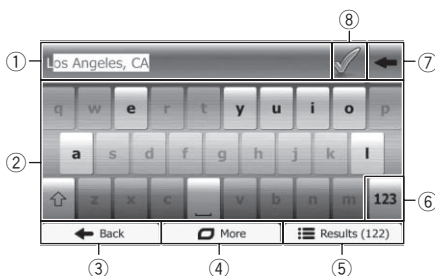 ⑧
① Los Angeles, CA ⑦
q w e r t y u i o p
② a s d f g h j k l
z x c v b n m 123 ⑥
Back More Results (122)
③ ④ ⑤